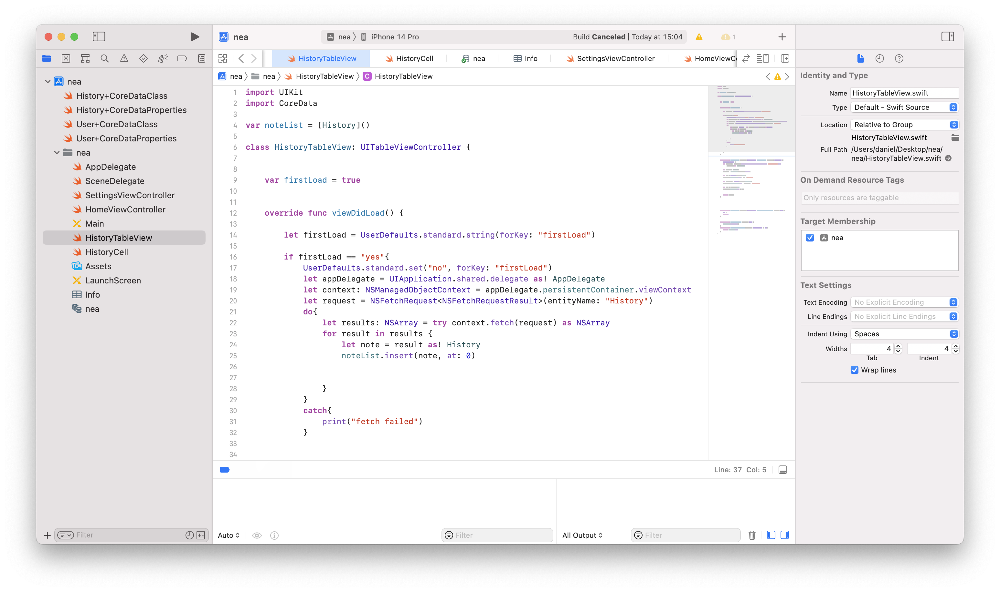 nea
nea
iPhone 14 Pro
Build Canceled | Today at 15:04
1
HistoryTableView
HistoryCell
nea
Info
SettingsViewController
HomeViewCo
nea
nea
HistoryTableView
C
HistoryTableView
nea
History+CoreDataClass
History+CoreDataProperties
User+CoreDataClass
User+CoreDataProperties
nea
AppDelegate
SceneDelegate
SettingsViewController
HomeViewController
Main
HistoryTableView
HistoryCell
Assets
LaunchScreen
Info
nea
Filter
1 import UIKit
2 import CoreData
3
4 var noteList = [History]()
5
6 class HistoryTableView: UITableViewController {
7
8
9 var firstLoad = true
10
11
12 override func viewDidLoad() {
13
14 let firstLoad = UserDefaults.standard.string(forKey: "firstLoad")
15
16 if firstLoad == "yes"{
17 UserDefaults.standard.set("no", forKey: "firstLoad")
18 let appDelegate = UIApplication.shared.delegate as! AppDelegate
19 let context: NSManagedObjectContext = appDelegate.persistentContainer.viewContext
20 let request = NSFetchRequest<NSFetchRequestResult>(entityName: "History")
21 do{
22 let results: NSArray = try context.fetch(request) as NSArray
23 for result in results {
24 let note = result as! History
25 noteList.insert(note, at: 0)
26
27
28 }
29 }
30 catch{
31 print("fetch failed")
32 }
33
34
Line: 37 Col: 5
Auto
Filter
All Output
Filter
Identity and Type
Name HistoryTableView.swift
Type Default - Swift Source
Location Relative to Group
HistoryTableView.swift
Full Path /Users/daniel/Desktop/nea/
nea/HistoryTableView.swift
On Demand Resource Tags
Only resources are taggable
Target Membership
nea
Text Settings
Text Encoding No Explicit Encoding
Line Endings No Explicit Line Endings
Indent Using Spaces
Widths 4 4
Tab Indent
Wrap lines